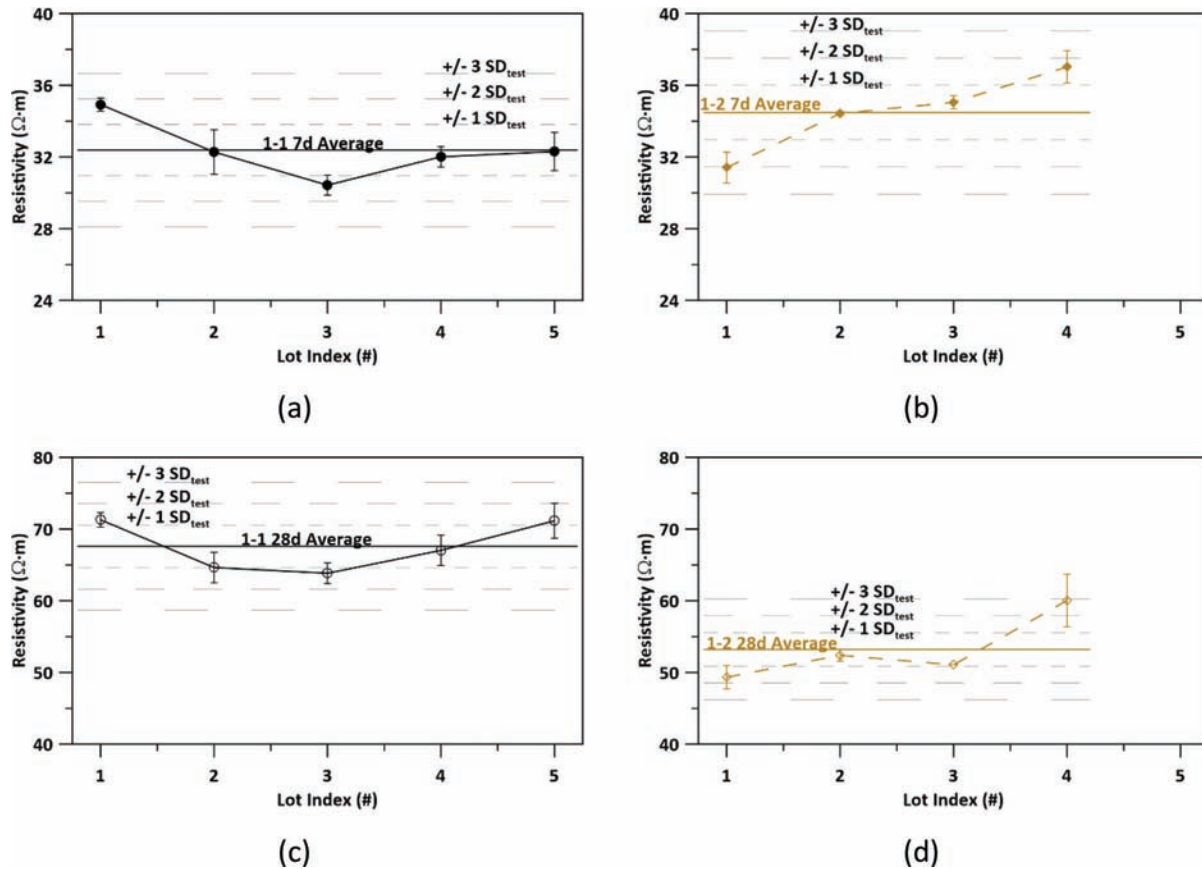 40
36
32
28
24
Resistivity (Ω·m)
+/- 3 SDtest
+/- 2 SDtest
+/- 1 SDtest
1-1 7d Average
1 2 3 4 5
Lot Index (#)
(a)
40
36
32
28
24
Resistivity (Ω·m)
+/- 3 SDtest
+/- 2 SDtest
+/- 1 SDtest
1-2 7d Average
1 2 3 4 5
Lot Index (#)
(b)
80
70
60
50
40
Resistivity (Ω·m)
+/- 3 SDtest
+/- 2 SDtest
+/- 1 SDtest
1-1 28d Average
1 2 3 4 5
Lot Index (#)
(c)
80
70
60
50
40
Resistivity (Ω·m)
+/- 3 SDtest
+/- 2 SDtest
+/- 1 SDtest
1-2 28d Average
1 2 3 4 5
Lot Index (#)
(d)